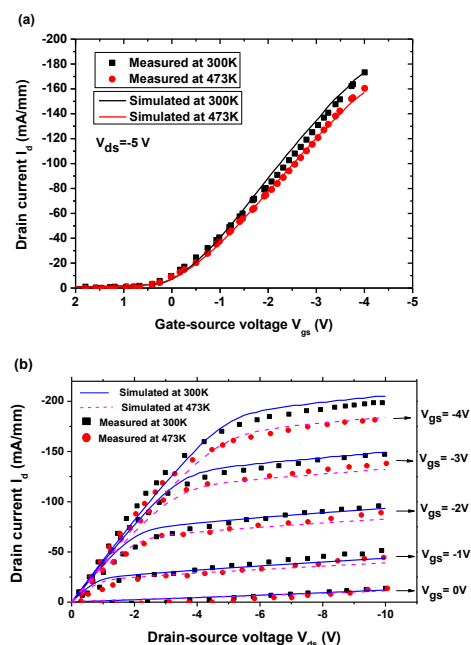 (a)
-200
-180
-160
-140
-120
-100
-80
-60
-40
-20
0
Drain current I_d (mA/mm)
Measured at 300K
Measured at 473K
Simulated at 300K
Simulated at 473K
V_ds=-5 V
2 1 0 -1 -2 -3 -4 -5
Gate-source voltage V_gs (V)
(b)
-200
-150
-100
-50
0
Drain current I_d (mA/mm)
Simulated at 300K
Simulated at 473K
Measured at 300K
Measured at 473K
V_gs= -4V
V_gs= -3V
V_gs= -2V
V_gs= -1V
V_gs= 0V
0 -2 -4 -6 -8 -10
Drain-source voltage V_ds (V)